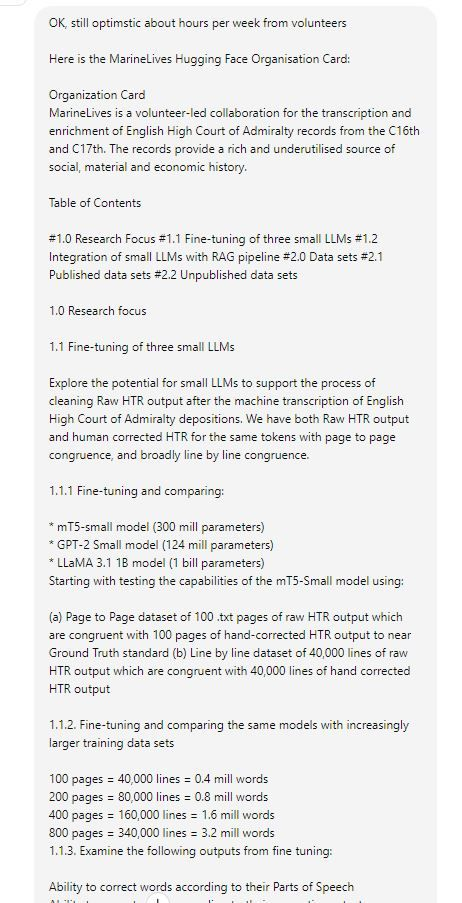 OK, still optimstic about hours per week from volunteers
Here is the MarineLives Hugging Face Organisation Card:
Organization Card
MarineLives is a volunteer-led collaboration for the transcription and
enrichment of English High Court of Admiralty records from the C16th
and C17th. The records provide a rich and underutilised source of
social, material and economic history.
Table of Contents
#1.0 Research Focus #1.1 Fine-tuning of three small LLMs #1.2
Integration of small LLMs with RAG pipeline #2.0 Data sets #2.1
Published data sets #2.2 Unpublished data sets
1.0 Research focus
1.1 Fine-tuning of three small LLMs
Explore the potential for small LLMs to support the process of
cleaning Raw HTR output after the machine transcription of English
High Court of Admiralty depositions. We have both Raw HTR output
and human corrected HTR for the same tokens with page to page
congruence, and broadly line by line congruence.
1.1.1 Fine-tuning and comparing:
* mT5-small model (300 mill parameters)
* GPT-2 Small model (124 mill parameters)
* LLaMA 3.1 1B model (1 bill parameters)
Starting with testing the capabilities of the mT5-Small model using:
(a) Page to Page dataset of 100 .txt pages of raw HTR output which
are congruent with 100 pages of hand-corrected HTR output to near
Ground Truth standard (b) Line by line dataset of 40,000 lines of raw
HTR output which are congruent with 40,000 lines of hand corrected
HTR output
1.1.2. Fine-tuning and comparing the same models with increasingly
larger training data sets
100 pages = 40,000 lines = 0.4 mill words
200 pages = 80,000 lines = 0.8 mill words
400 pages = 160,000 lines = 1.6 mill words
800 pages = 340,000 lines = 3.2 mill words
1.1.3. Examine the following outputs from fine tuning:
Ability to correct words according to their Parts of Speech